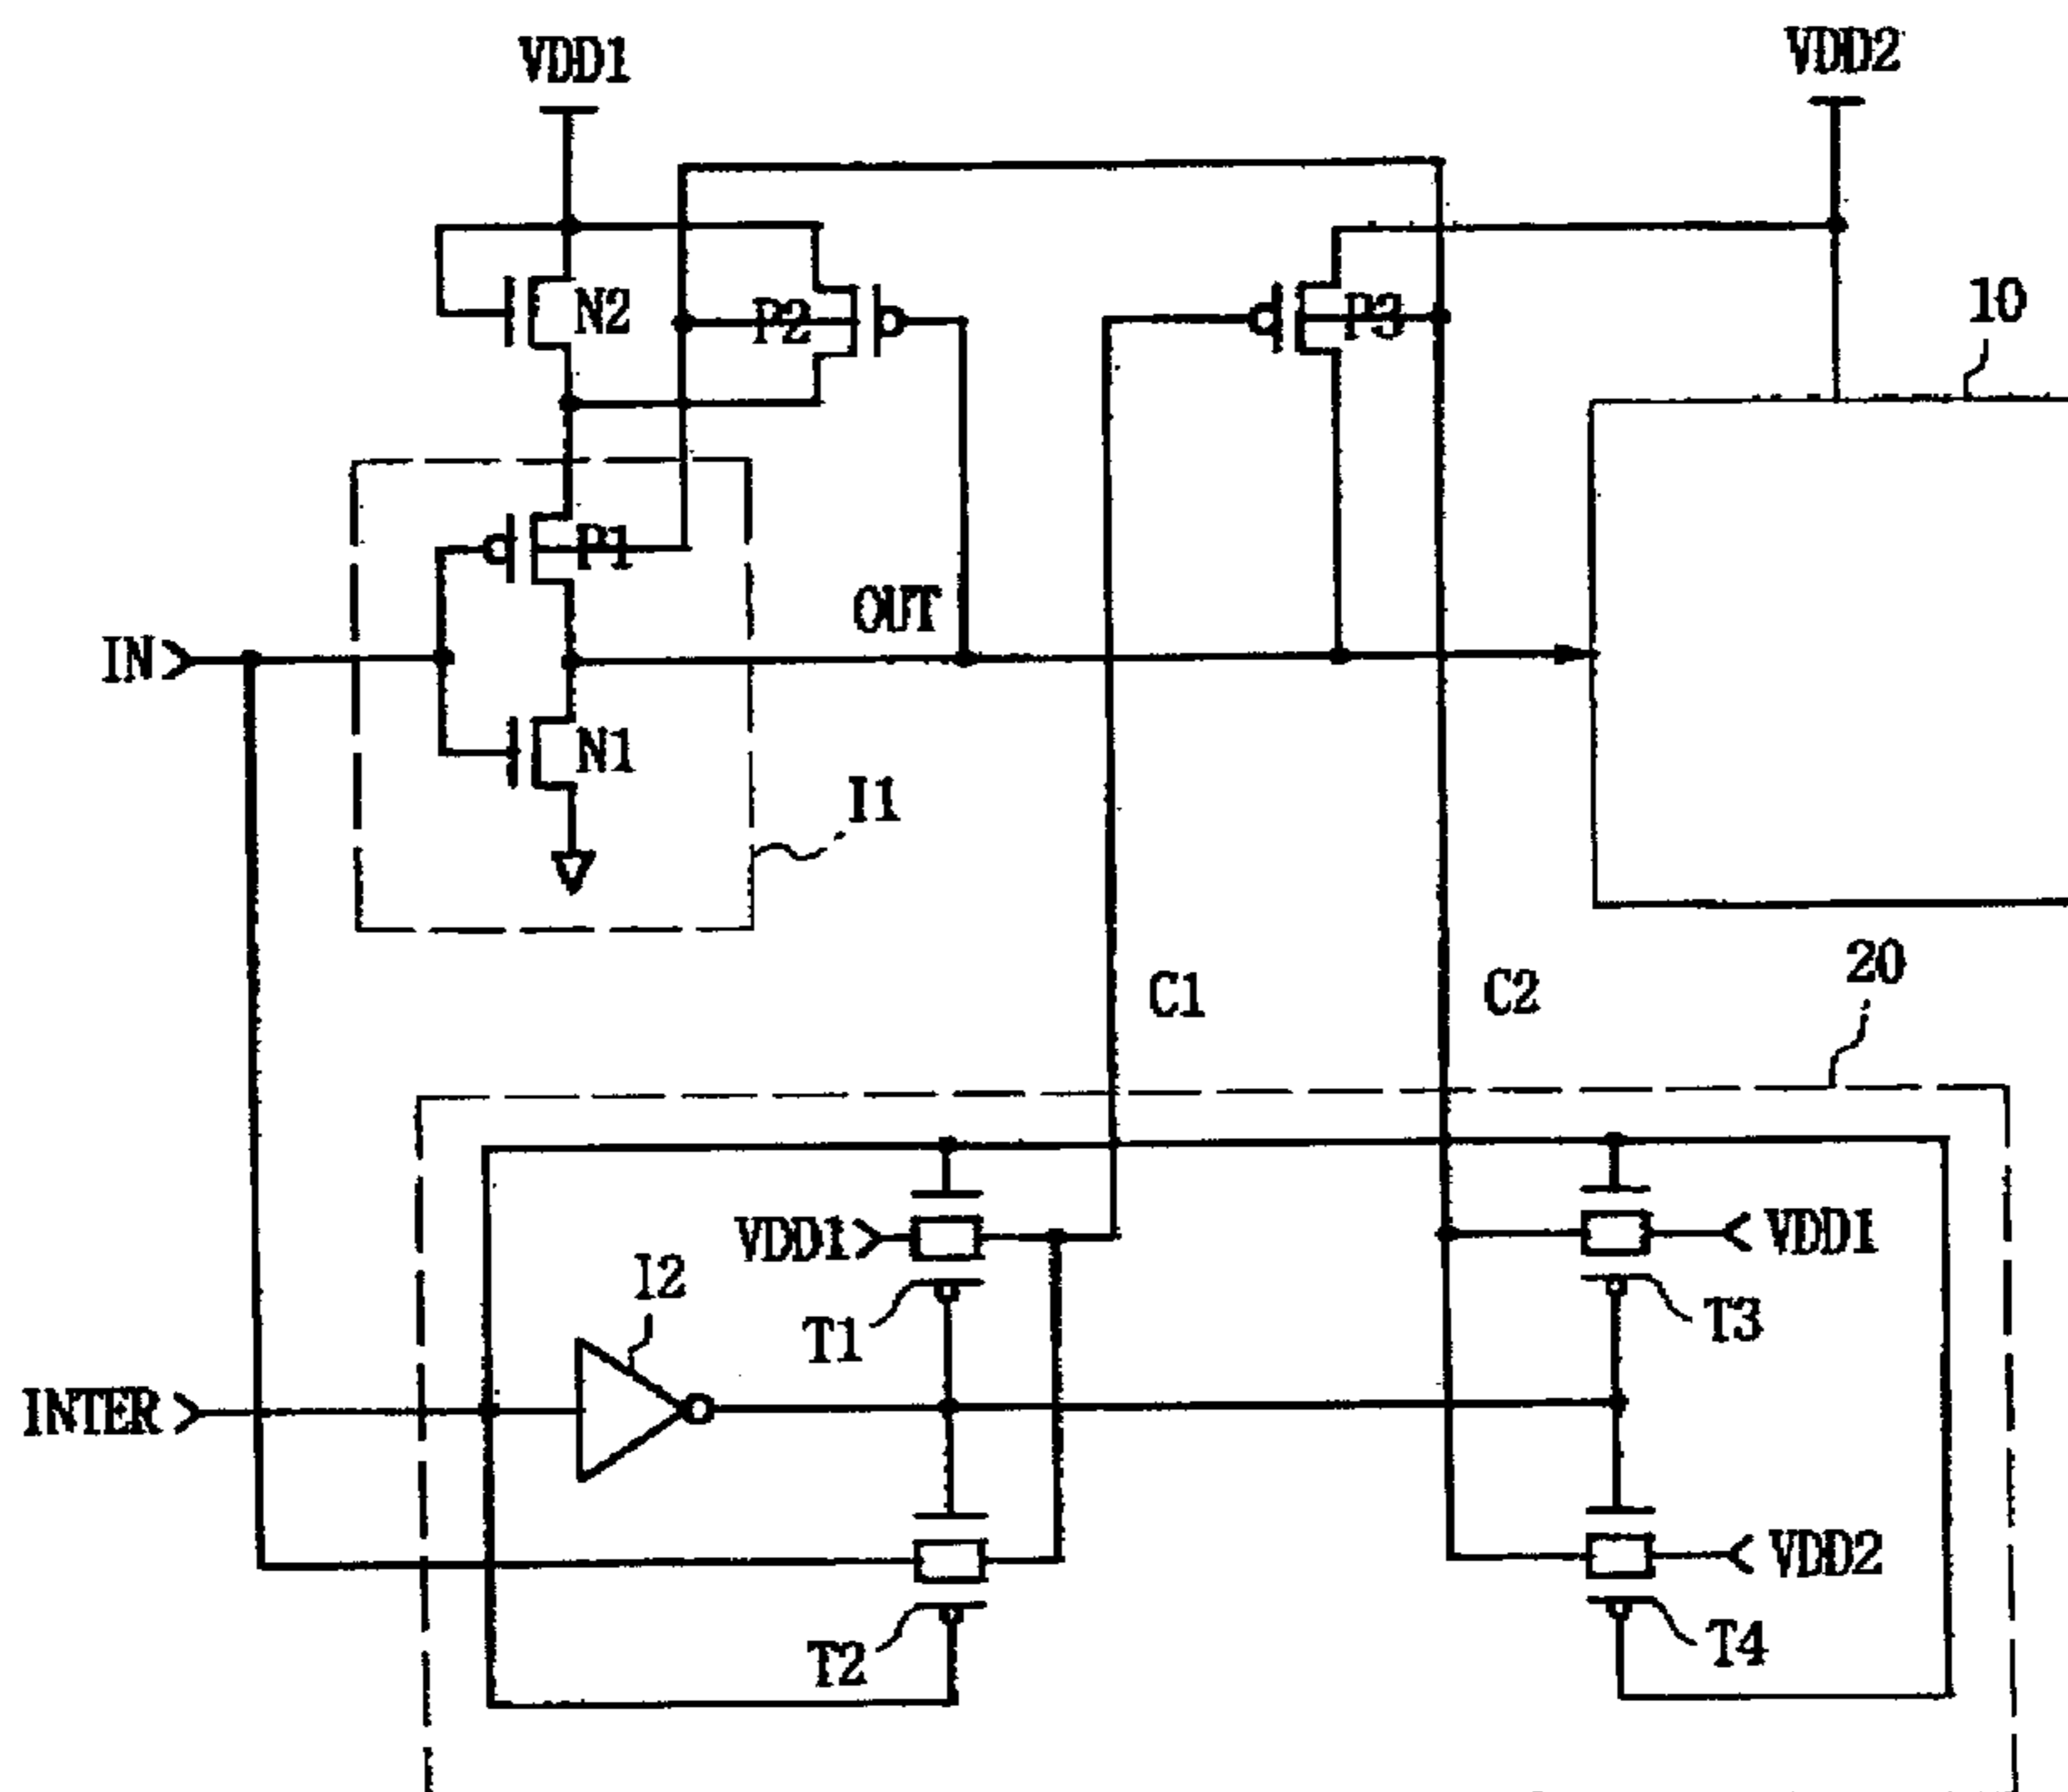 VDD1
VDD2
10
N2
P2
P3
P1
OUT
IN
N1
I1
20
C1
C2
VDD1
VDD1
I2
T1
T3
INTER
VDD2
T2
T4